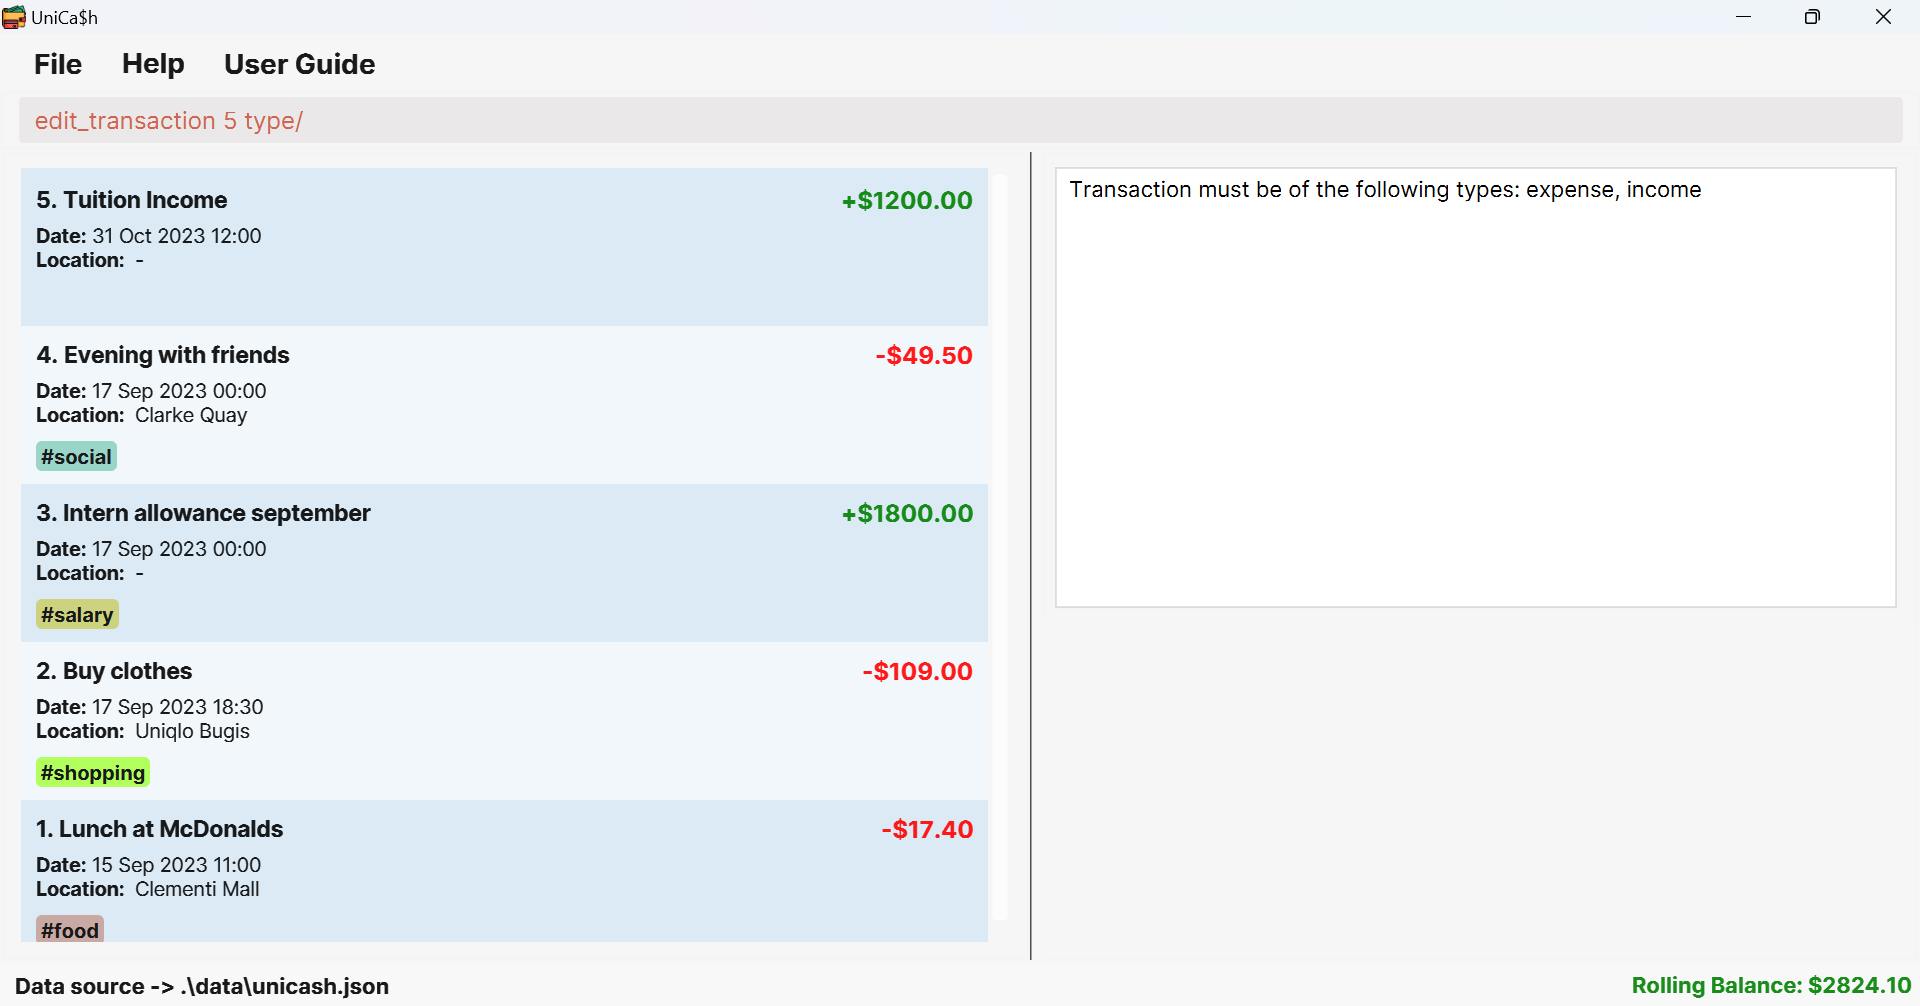 UniCa$h
File Help User Guide
edit_transaction 5 type/
5. Tuition Income +$1200.00
Date: 31 Oct 2023 12:00
Location: -
4. Evening with friends -$49.50
Date: 17 Sep 2023 00:00
Location: Clarke Quay
#social
3. Intern allowance september +$1800.00
Date: 17 Sep 2023 00:00
Location: -
#salary
2. Buy clothes -$109.00
Date: 17 Sep 2023 18:30
Location: Uniqlo Bugis
#shopping
1. Lunch at McDonalds -$17.40
Date: 15 Sep 2023 11:00
Location: Clementi Mall
#food
Transaction must be of the following types: expense, income
Data source -> .\data\unicash.json
Rolling Balance: $2824.10